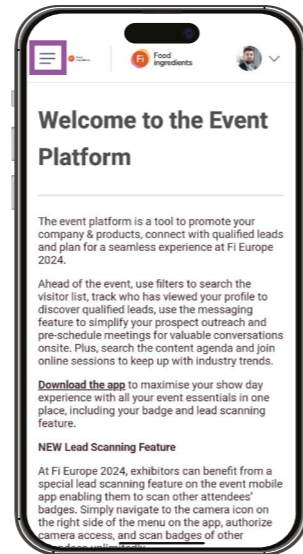 Fi Food
ingredients
Welcome to the Event
Platform
The event platform is a tool to promote your
company & products, connect with qualified leads
and plan for a seamless experience at Fi Europe
2024.
Ahead of the event, use filters to search the
visitor list, track who has viewed your profile to
discover qualified leads, use the messaging
feature to simplify your prospect outreach and
pre-schedule meetings for valuable conversations
onsite. Plus, search the content agenda and join
online sessions to keep up with industry trends.
Download the app to maximise your show day
experience with all your event essentials in one
place, including your badge and lead scanning
feature.
NEW Lead Scanning Feature
At Fi Europe 2024, exhibitors can benefit from a
special lead scanning feature on the event mobile
app enabling them to scan other attendees'
badges. Simply navigate to the camera icon on
the right side of the menu on the app, authorize
camera access, and scan badges of other